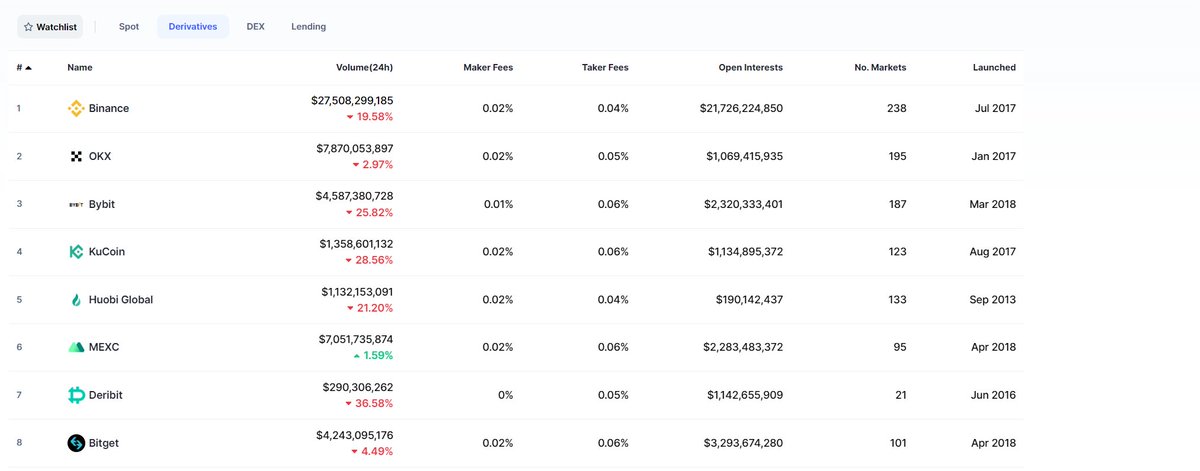 Watchlist Spot Derivatives DEX Lending
# Name Volume(24h) Maker Fees Taker Fees Open Interests No. Markets Launched
1 Binance $27,508,299,185 0.02% 0.04% $21,726,224,850 238 Jul 2017
19.58%
2 OKX $7,870,053,897 0.02% 0.05% $1,069,415,935 195 Jan 2017
2.97%
3 BYBIT Bybit $4,587,380,728 0.01% 0.06% $2,320,333,401 187 Mar 2018
25.82%
4 KuCoin $1,358,601,132 0.02% 0.06% $1,134,895,372 123 Aug 2017
28.56%
5 Huobi Global $1,132,153,091 0.02% 0.04% $190,142,437 133 Sep 2013
21.20%
6 MEXC $7,051,735,874 0.02% 0.06% $2,283,483,372 95 Apr 2018
1.59%
7 Deribit $290,306,262 0% 0.05% $1,142,655,909 21 Jun 2016
36.58%
8 Bitget $4,243,095,176 0.02% 0.06% $3,293,674,280 101 Apr 2018
4.49%